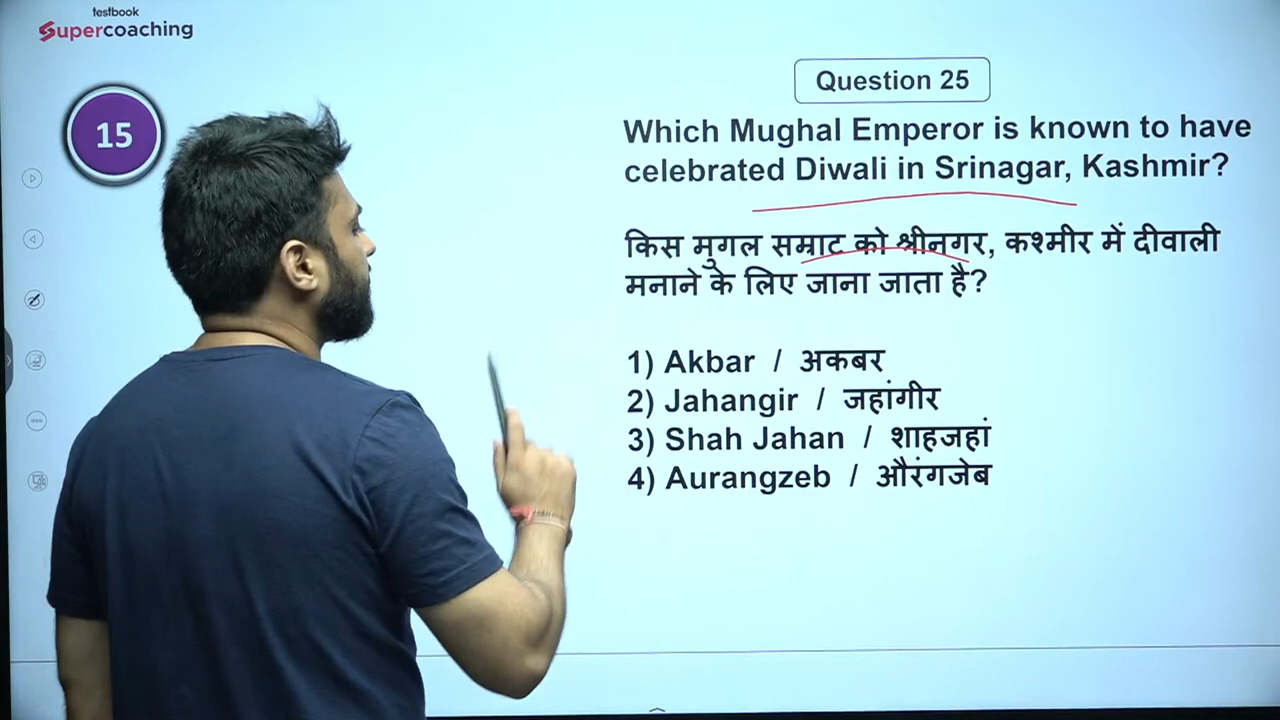 testbook
Supercoaching
15
Question 25
Which Mughal Emperor is known to have
celebrated Diwali in Srinagar, Kashmir?
किस मुगल सम्राट को श्रीनगर, कश्मीर में दीवाली
मनाने के लिए जाना जाता है?
1) Akbar / अकबर
2) Jahangir / जहांगीर
3) Shah Jahan / शाहजहां
4) Aurangzeb / औरंगजेब